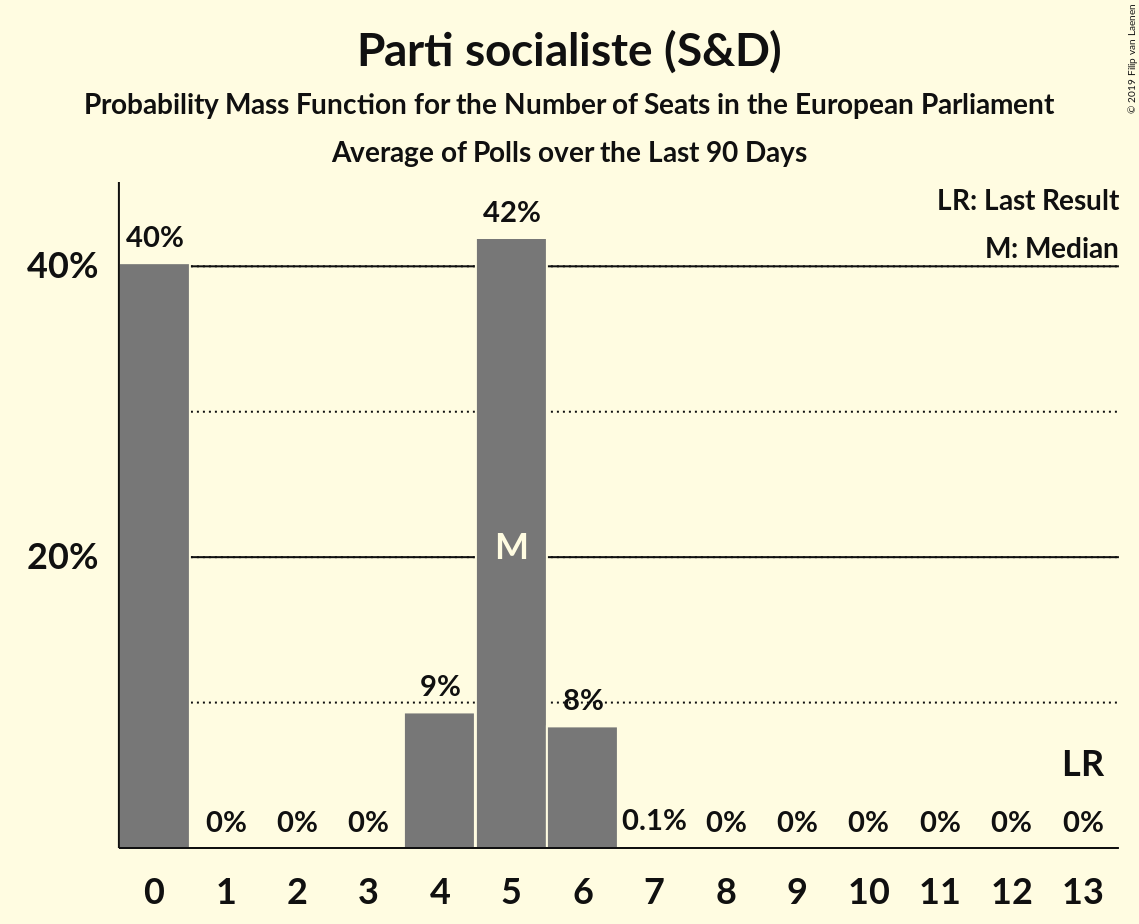 Parti socialiste (S&D)
Probability Mass Function for the Number of Seats in the European Parliament
Average of Polls over the Last 90 Days
© 2019 Filip van Laenen
LR: Last Result
M: Median
40%
20%
40%
0%
0%
0%
9%
42%
M
8%
0.1%
0%
0%
0%
0%
0%
0%
LR
0 1 2 3 4 5 6 7 8 9 10 11 12 13